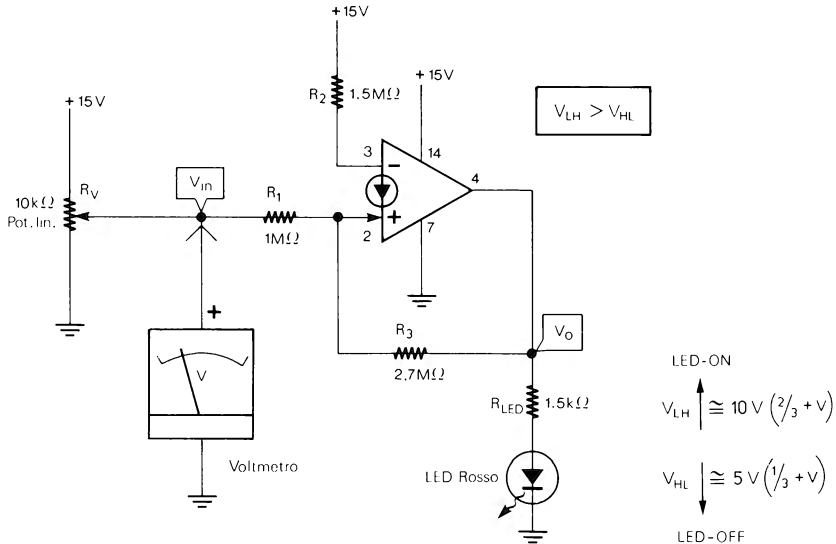 + 15V
+ 15V
+ 15V
R2
1.5MΩ
VLH > VHL
3
14
4
−
+
2
7
10kΩ
Pot. lin.
RV
Vin
R1
1MΩ
+
V
Voltmetro
R3
2,7MΩ
VO
RLED
1.5kΩ
LED Rosso
LED-ON
VLH ≅ 10 V (2/3 + V)
VHL ≅ 5 V (1/3 + V)
LED-OFF